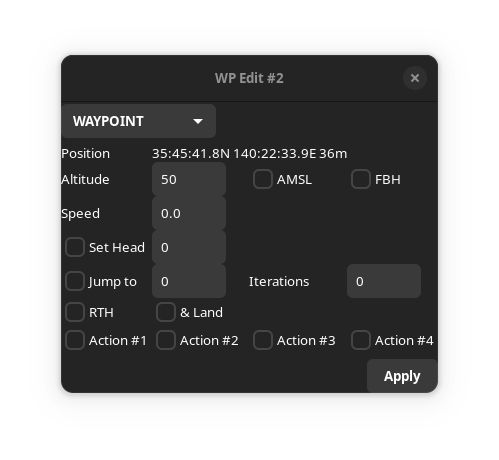 WP Edit #2
WAYPOINT
Position 35:45:41.8N 140:22:33.9E 36m
Altitude 50 AMSL FBH
Speed 0.0
Set Head 0
Jump to 0 Iterations 0
RTH & Land
Action #1 Action #2 Action #3 Action #4
Apply